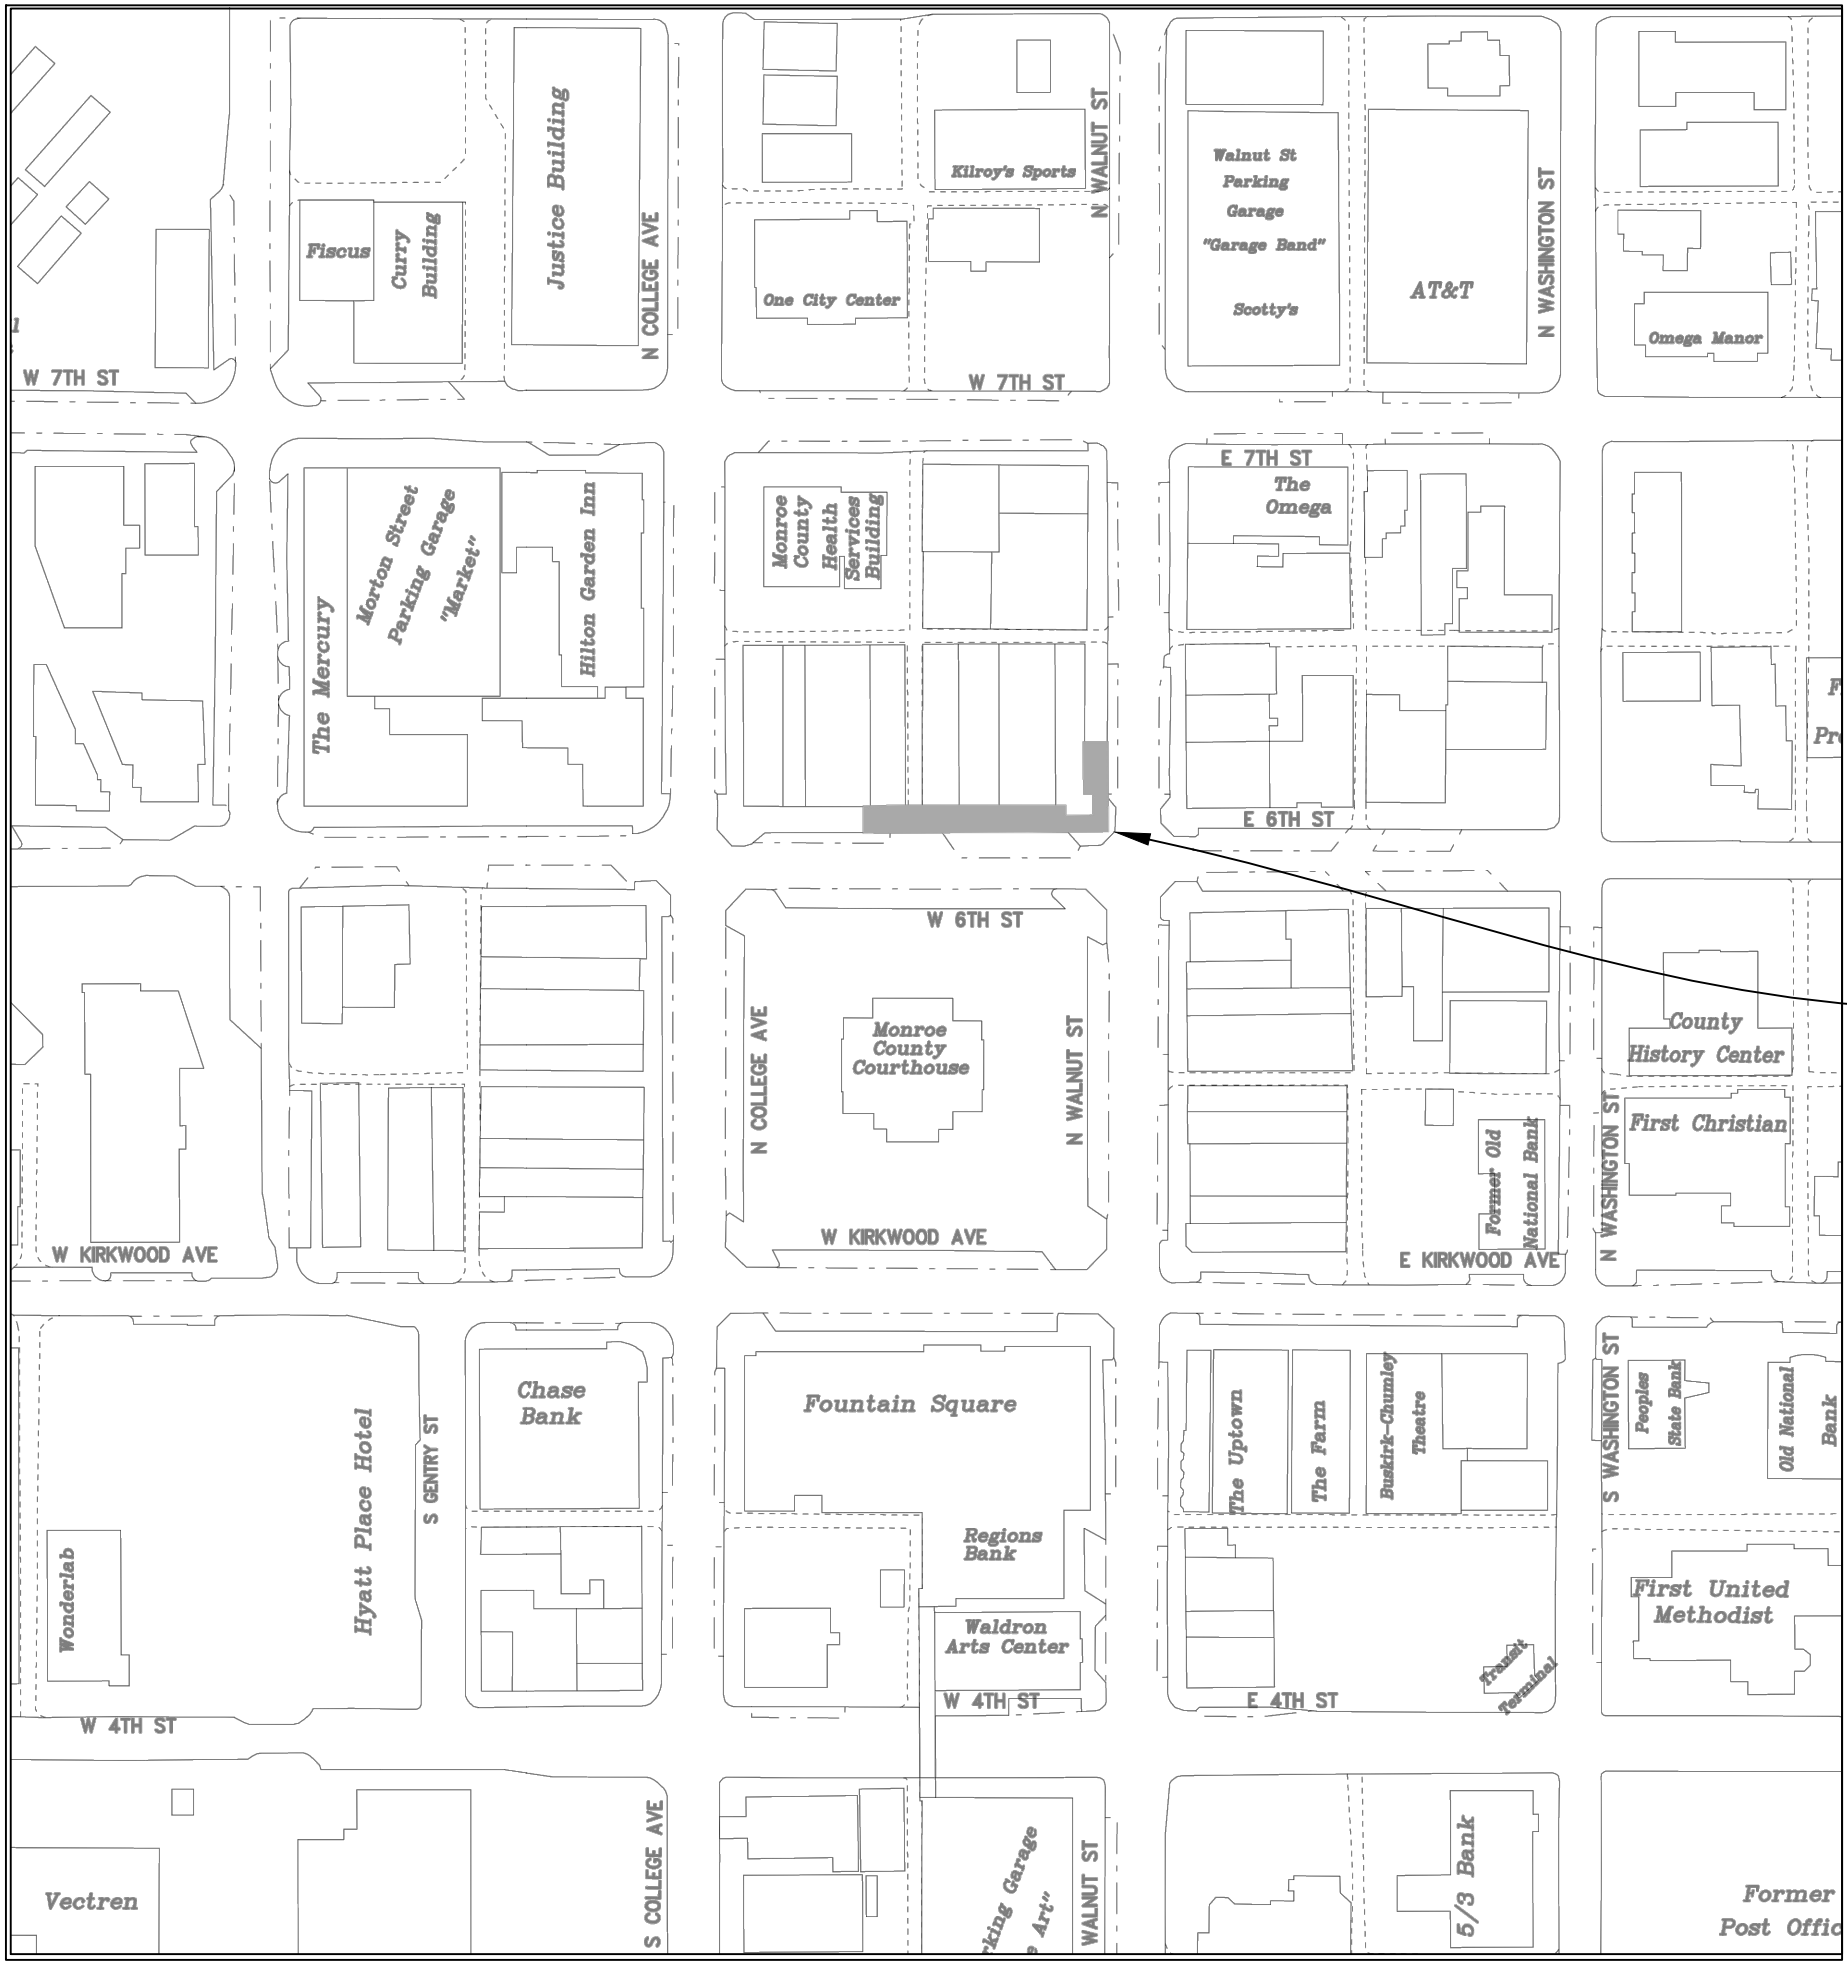 Justice Building
N COLLEGE AVE
Fiscus
Curry
Building
W 7TH ST
Kilroy's Sports
N WALNUT ST
One City Center
W 7TH ST
Walnut St
Parking
Garage
"Garage Band"
Scotty's
AT&T
N WASHINGTON ST
Omega Manor
The Mercury
Morton Street
Parking Garage
"Market"
Hilton Garden Inn
Monroe
County
Health
Services
Building
E 7TH ST
The
Omega
E 6TH ST
W 6TH ST
N COLLEGE AVE
Monroe
County
Courthouse
N WALNUT ST
W KIRKWOOD AVE
W KIRKWOOD AVE
County
History Center
First Christian
N WASHINGTON ST
Former Old
National Bank
E KIRKWOOD AVE
Hyatt Place Hotel
S GENTRY ST
Wonderlab
W 4TH ST
Chase
Bank
Fountain Square
Regions
Bank
Waldron
Arts Center
W 4TH ST
The Uptown
The Farm
Buskirk-Chumley
Theatre
E 4TH ST
Transit
Terminal
S WASHINGTON ST
Peoples
State Bank
Old National
Bank
First United
Methodist
Vectren
S COLLEGE AVE
rking Garage
Art"
WALNUT ST
5/3 Bank
Former
Post Offic